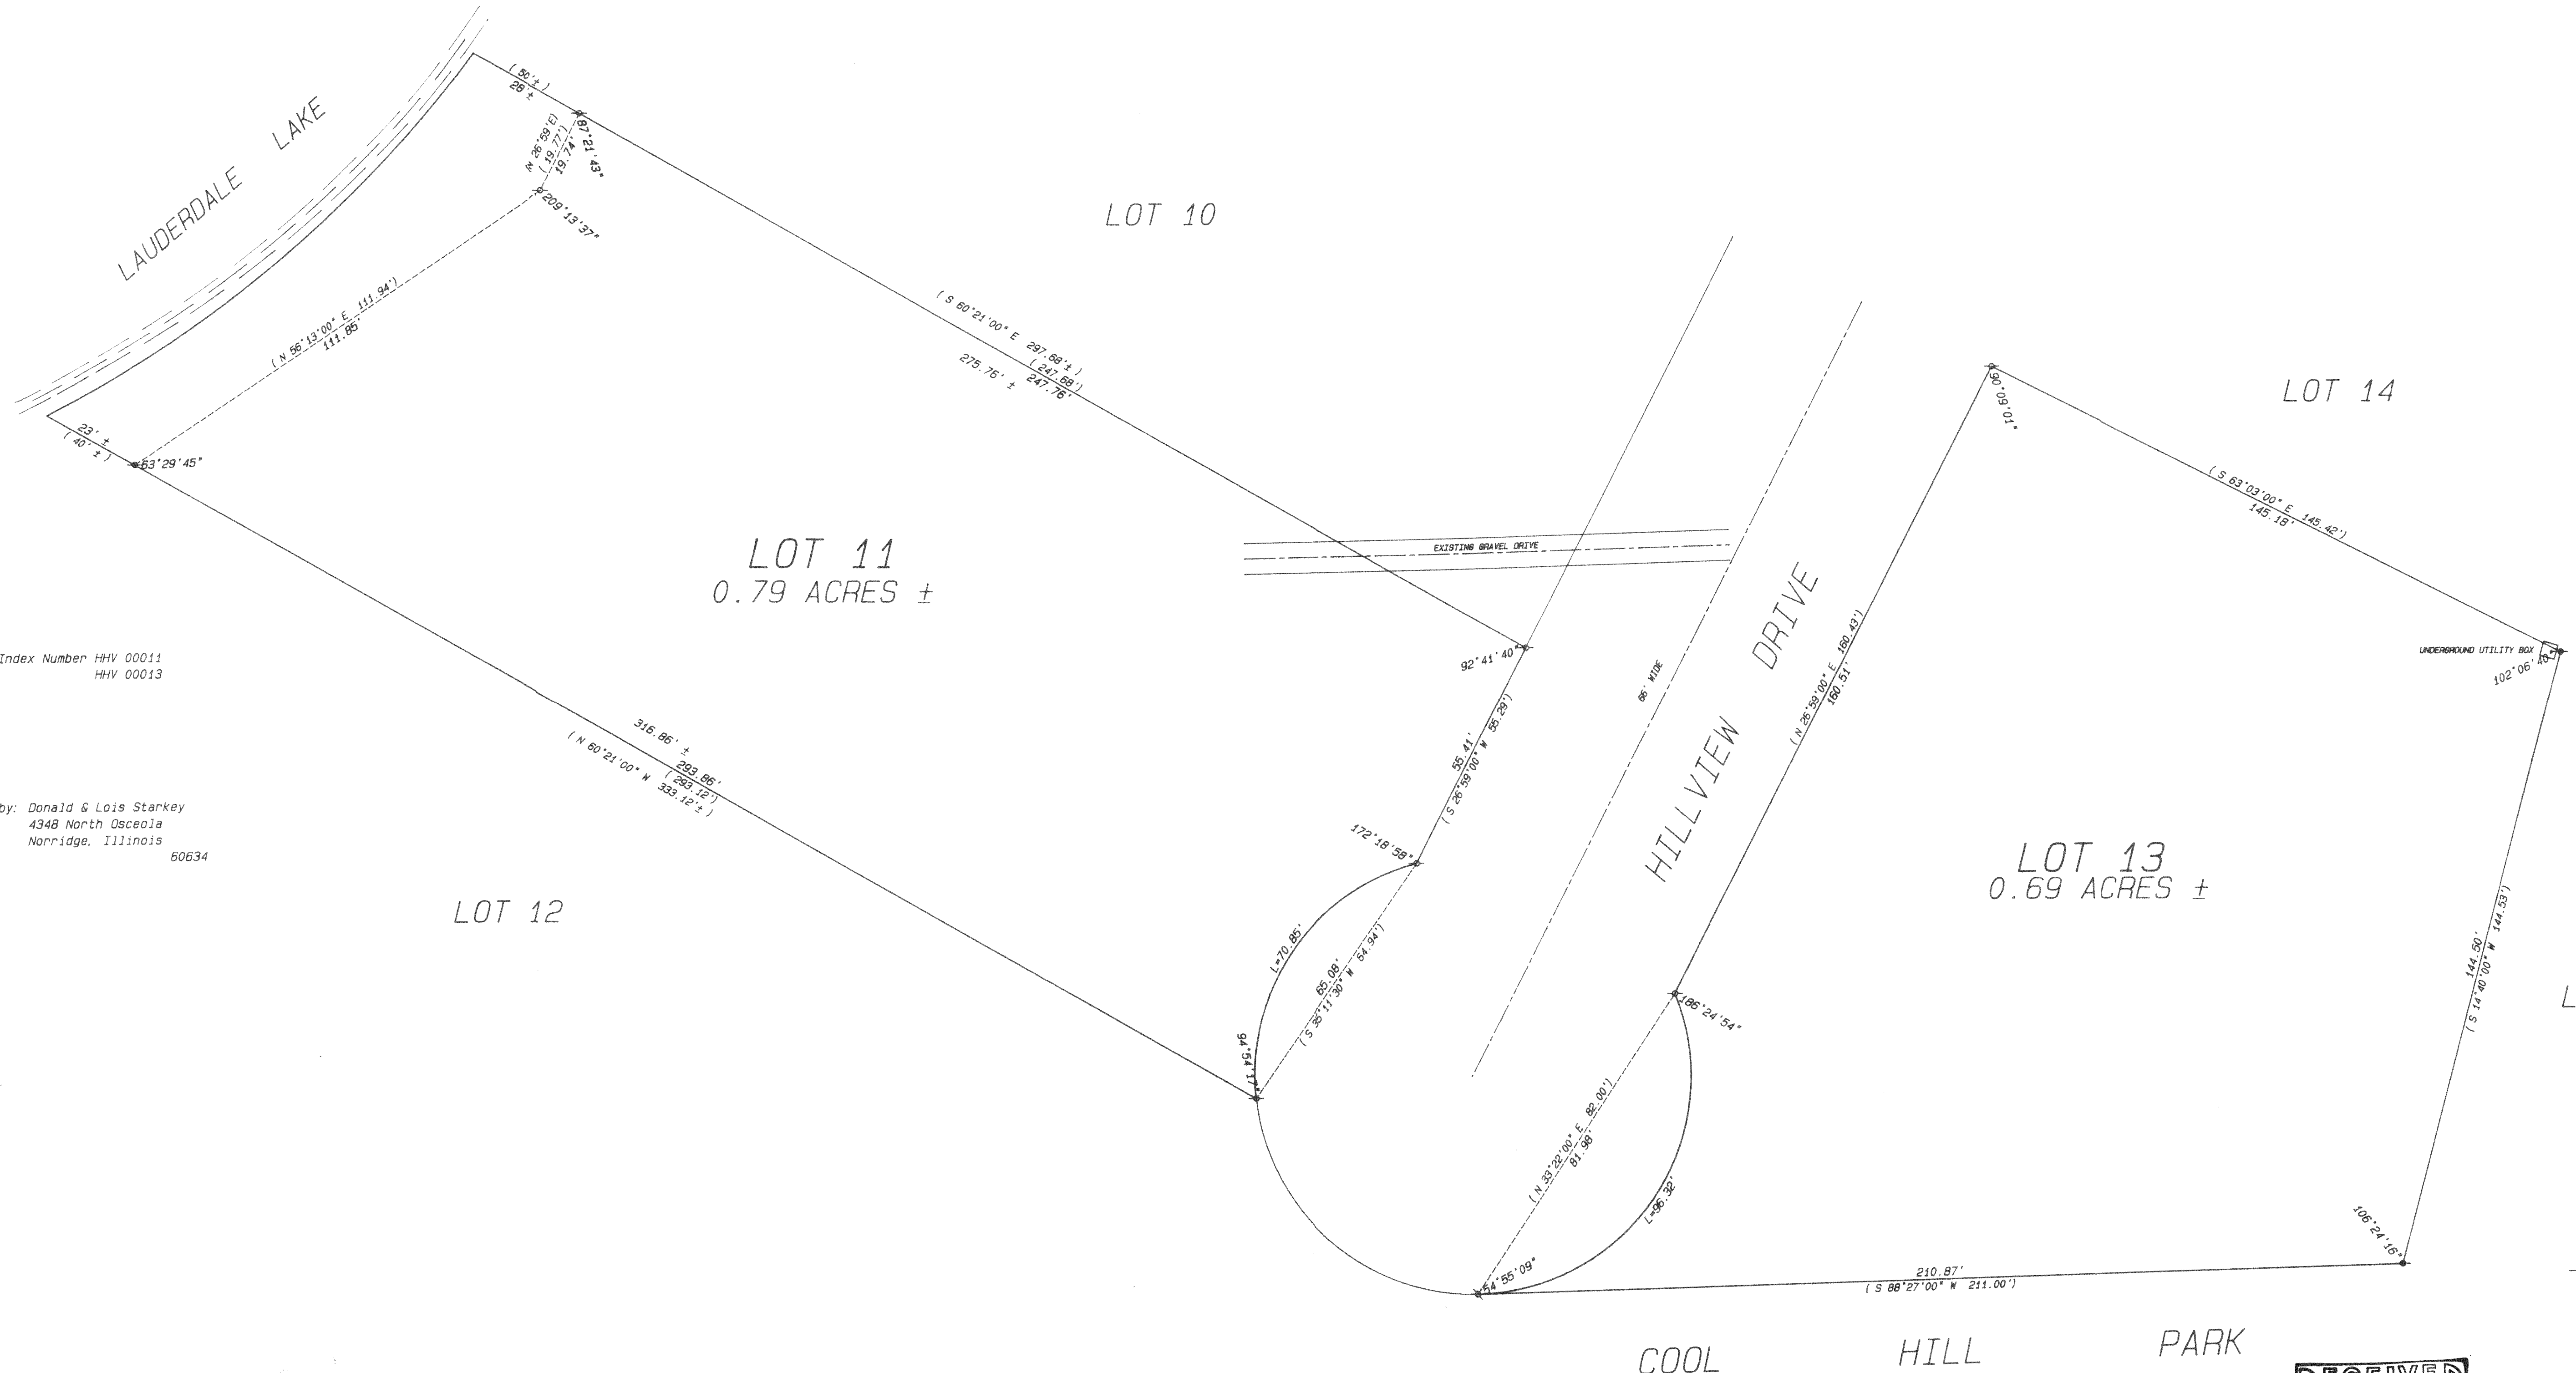 LAUDERDALE LAKE
( 50'± )
28'±
N 26°59'E)
( 19.77')
19.74'
87°21'43"
209°13'37"
( N 56°13'00" E 111.94')
111.85'
23' ±
( 40' ± )
63°29'45"
LOT 10
( S 60°21'00" E 297.68'± )
( 247.68')
275.76' ± 247.76'
LOT 11
0.79 ACRES ±
EXISTING GRAVEL DRIVE
92°41'40"
55.41'
( S 26°59'00" W 55.29')
172°18'58"
L=70.85'
65.08'
( S 35°11'30" W 64.94')
94°54'17"
316.86' ±
293.86'
( 293.12')
( N 60°21'00" W 333.12'± )
LOT 12
Index Number HHV 00011
HHV 00013
by: Donald & Lois Starkey
4348 North Osceola
Norridge, Illinois
60634
66' WIDE
HILLVIEW DRIVE
( N 26°59'00" E 160.43')
160.51'
90°09'01"
LOT 14
( S 63°03'00" E 145.42')
145.18'
UNDERGROUND UTILITY BOX
102°06'40"
LOT 13
0.69 ACRES ±
144.50'
( S 14°40'00" W 144.53')
L
186°24'54"
( N 33°22'00" E 82.00')
81.98'
L=96.32'
54°55'09"
106°24'16"
210.87'
( S 88°27'00" W 211.00')
COOL HILL PARK
RECEIVED